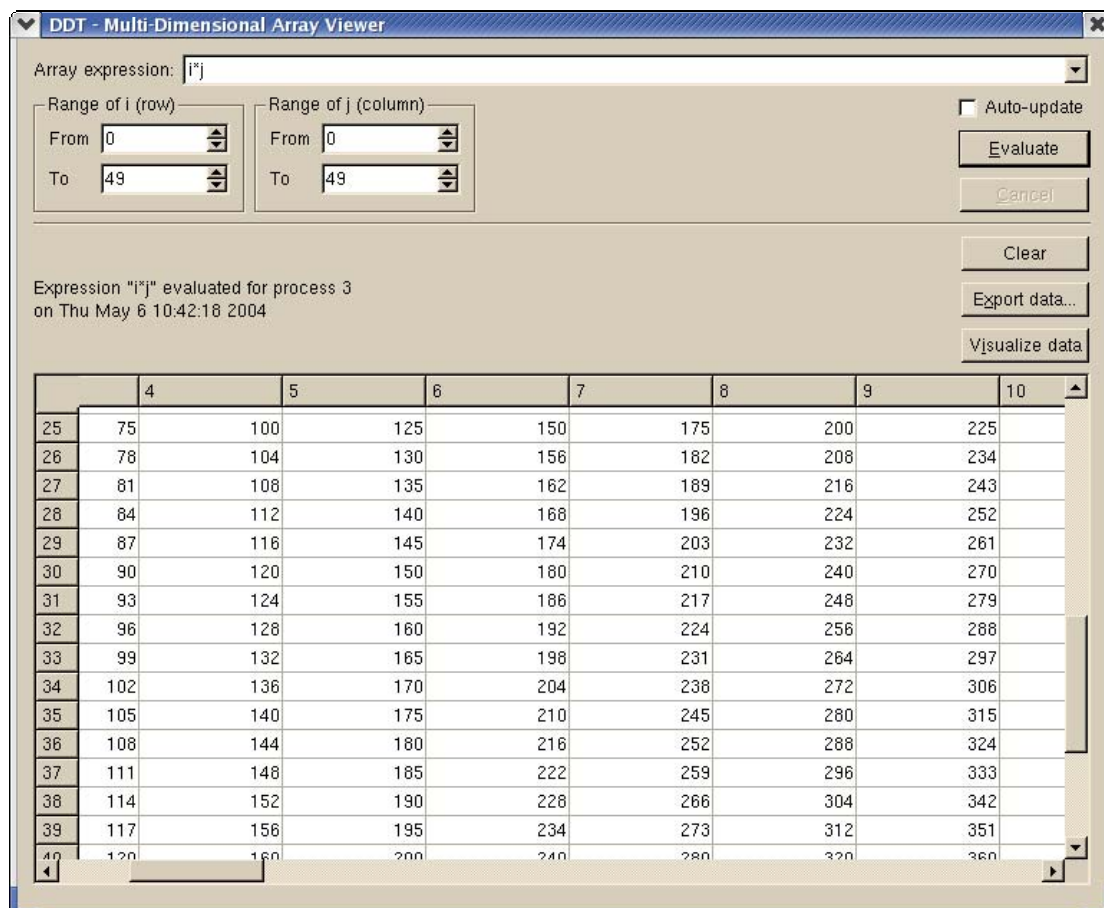 DDT - Multi-Dimensional Array Viewer
Array expression: i*j
Range of i (row) Range of j (column) Auto-update
From 0 From 0 Evaluate
To 49 To 49 Cancel
Clear
Expression "i*j" evaluated for process 3
on Thu May 6 10:42:18 2004
Export data...
Visualize data
4 5 6 7 8 9 10
25 75 100 125 150 175 200 225
26 78 104 130 156 182 208 234
27 81 108 135 162 189 216 243
28 84 112 140 168 196 224 252
29 87 116 145 174 203 232 261
30 90 120 150 180 210 240 270
31 93 124 155 186 217 248 279
32 96 128 160 192 224 256 288
33 99 132 165 198 231 264 297
34 102 136 170 204 238 272 306
35 105 140 175 210 245 280 315
36 108 144 180 216 252 288 324
37 111 148 185 222 259 296 333
38 114 152 190 228 266 304 342
39 117 156 195 234 273 312 351
40 120 160 200 240 280 320 360